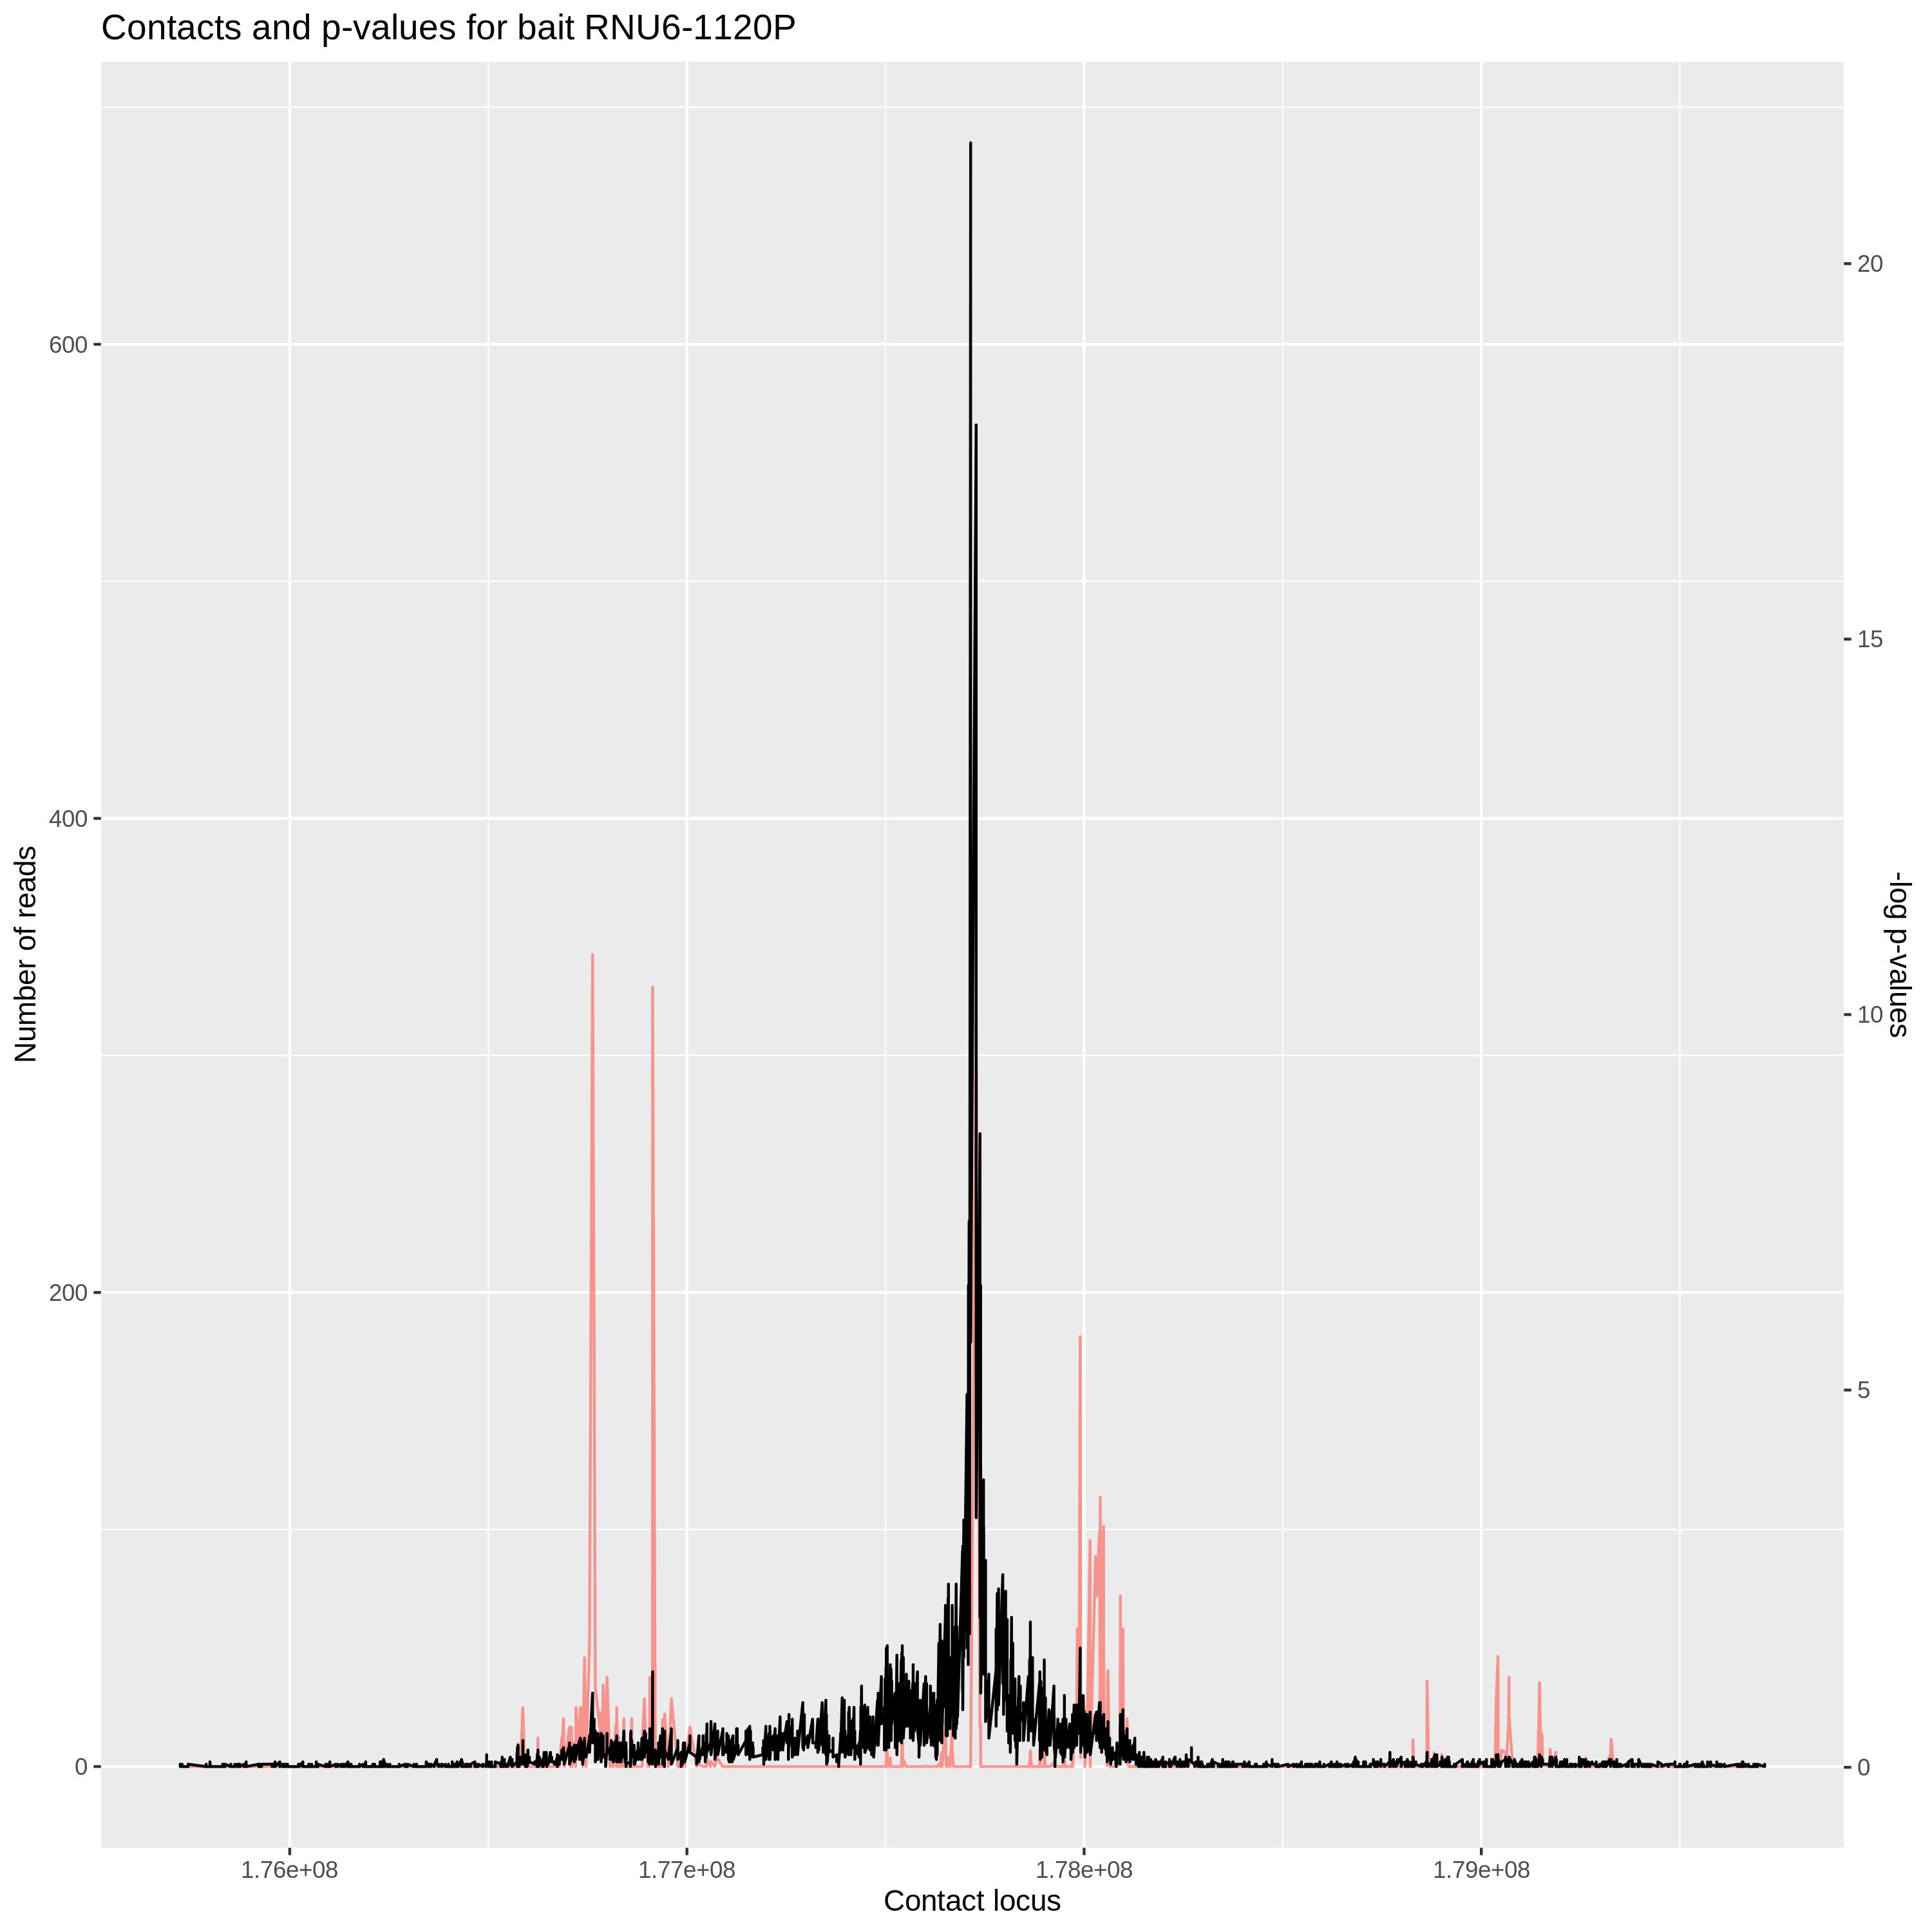 Contacts and p-values for bait RNU6-1120P
Number of reads
600
400
200
0
20
15
10
5
0
-log p-values
1.76e+08
1.77e+08
1.78e+08
1.79e+08
Contact locus